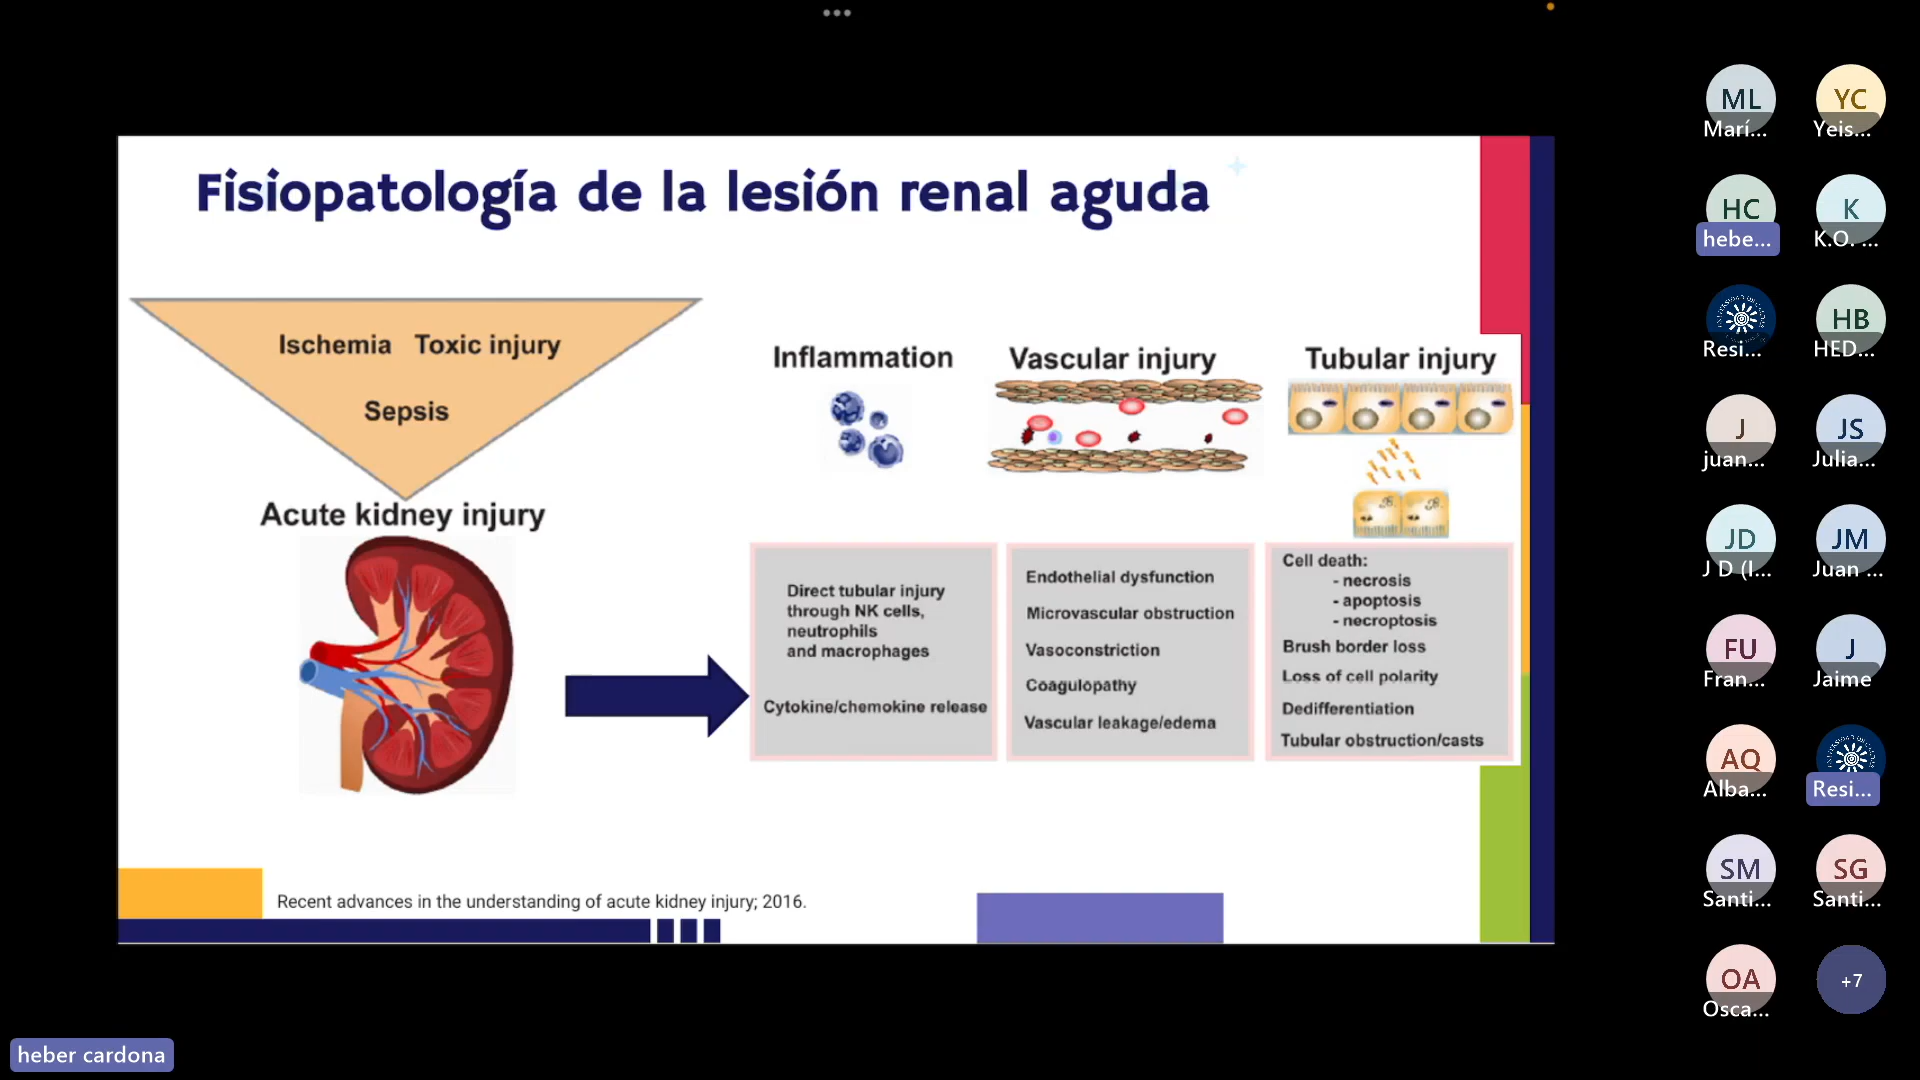 Fisiopatología de la lesión renal aguda
Ischemia Toxic injury
Sepsis
Acute kidney injury
Inflammation
Direct tubular injury
through NK cells,
neutrophils
and macrophages
Cytokine/chemokine release
Vascular injury
Endothelial dysfunction
Microvascular obstruction
Vasoconstriction
Coagulopathy
Vascular leakage/edema
Tubular injury
Cell death:
- necrosis
- apoptosis
- necroptosis
Brush border loss
Loss of cell polarity
Dedifferentiation
Tubular obstruction/casts
Recent advances in the understanding of acute kidney injury; 2016.
ML
Marí...
YC
Yeis...
HC
hebe...
K
K.O. ...
Resi...
HB
HED...
J
juan...
JS
Julia...
JD
J D (I...
JM
Juan ...
FU
Fran...
J
Jaime
AQ
Alba...
Resi...
SM
Santi...
SG
Santi...
OA
Osca...
+7
heber cardona